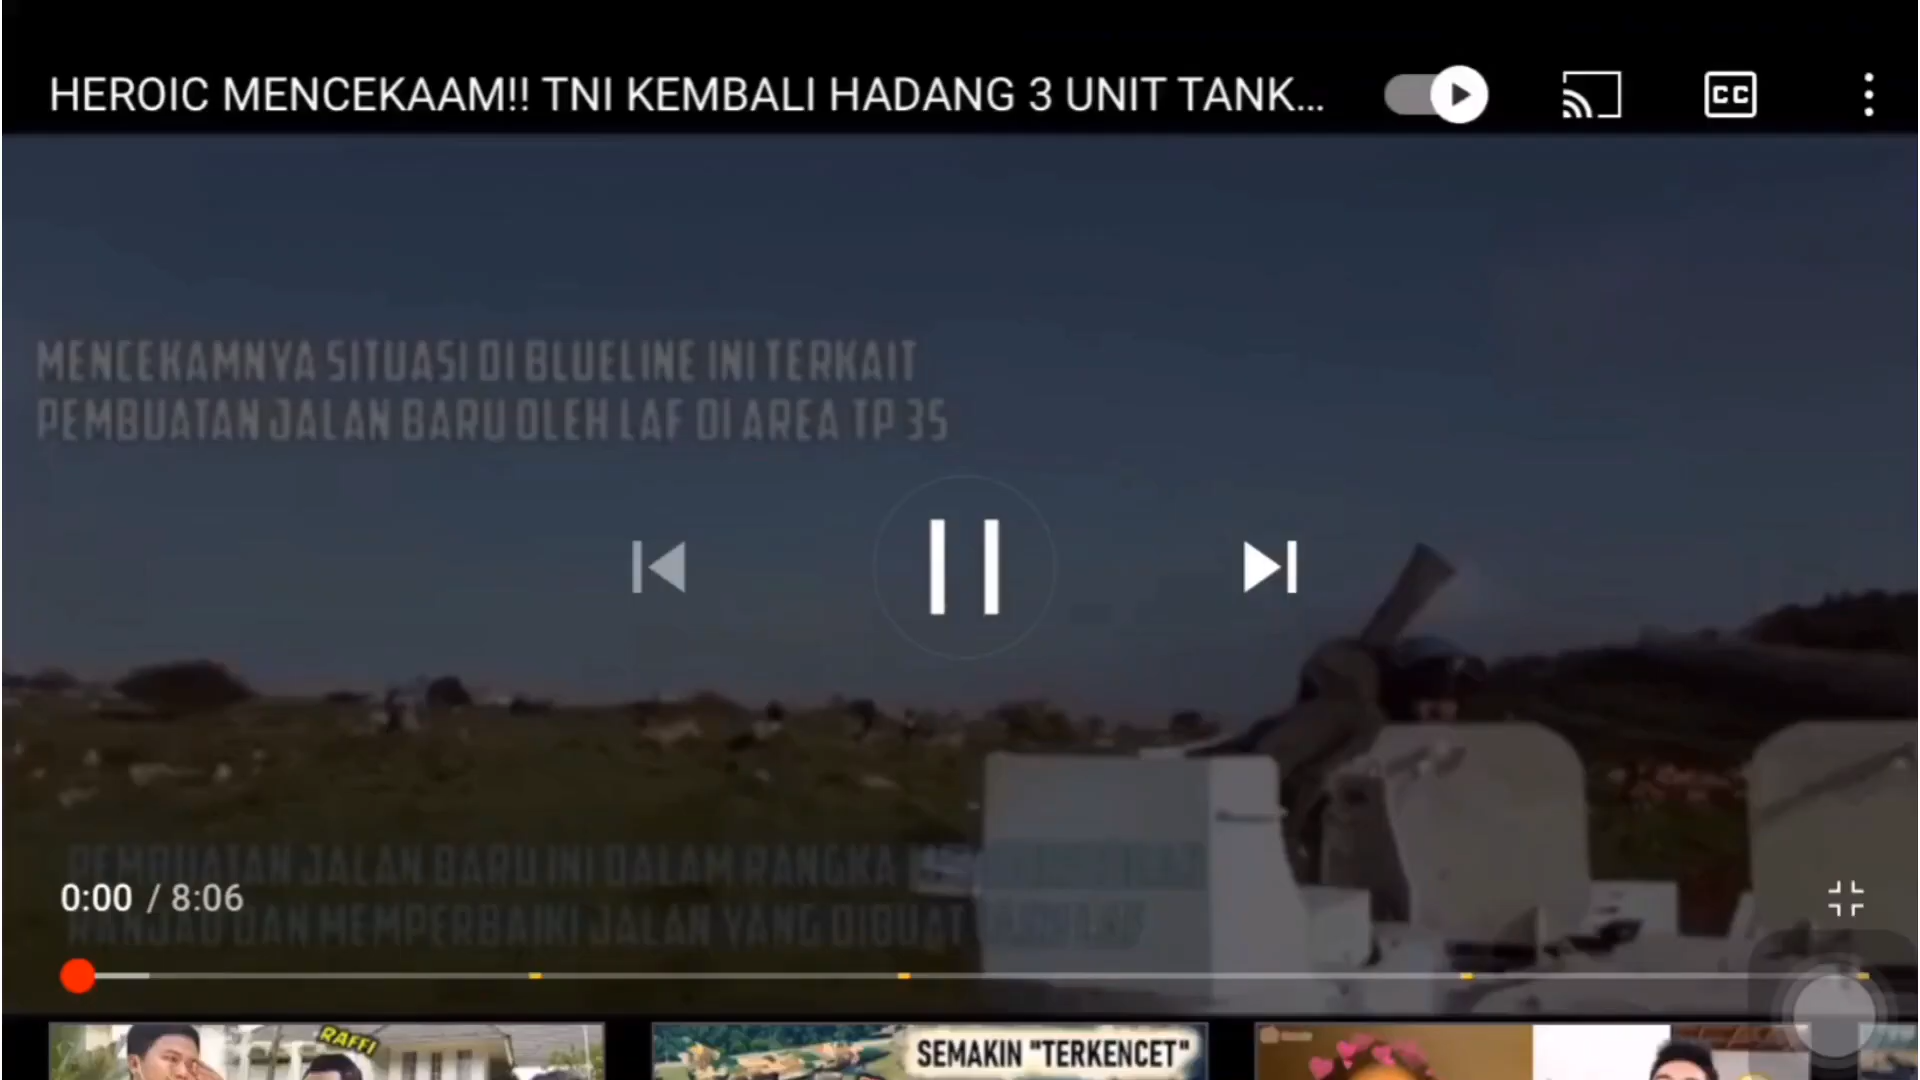 HEROIC MENCEKAAM!! TNI KEMBALI HADANG 3 UNIT TANK...
CC
MENCEKAMNYA SITUASI DI BLUELINE INI TERKAIT
PEMBUATAN JALAN BARU OLEH LAF DI AREA TP 35
PEMBUATAN JALAN BARU INI DALAM RANGKA
0:00 / 8:06
RANJAU DAN MEMPERBAIKI JALAN YANG DIBUAT
RAFFI
SEMAKIN "TERKENCET"